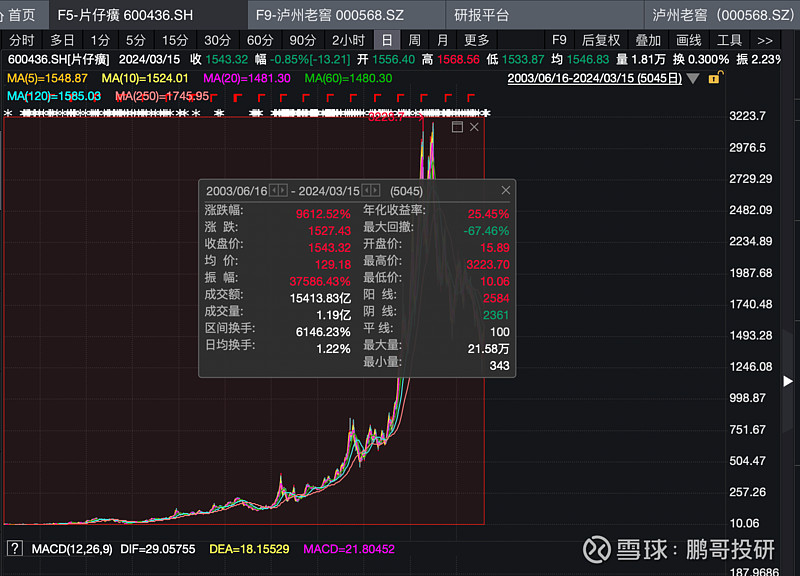 首页 F5-片仔癀 600436.SH F9-泸州老窖 000568.SZ 研报平台 泸州老窖（000568.SZ）
分时 多日 1分 5分 15分 30分 60分 90分 2小时 日 周 月 更多 F9 后复权 叠加 画线 工具 >>
600436.SH[片仔癀] 2024/03/15 收 1543.32 幅 -0.85%[-13.21] 开 1556.40 高 1568.56 低 1533.87 均 1546.83 量 1.81万 换 0.300% 振 2.23%
MA(5)=1548.87 MA(10)=1524.01 MA(20)=1481.30 MA(60)=1480.30 2003/06/16-2024/03/15 (5045日)
MA(120)=1585.03 MA(250)=1745.95
3223.7
3223.7
2976.5
2729.29
2482.09
2234.89
1987.68
1740.48
1493.28
1246.08
998.87
751.67
504.47
257.26
10.06
2003/06/16 - 2024/03/15 (5045)
涨跌幅: 9612.52% 年化收益率: 25.45%
涨 跌: 1527.43 最大回撤: -67.46%
收盘价: 1543.32 开盘价: 15.89
均 价: 129.18 最高价: 3223.70
振 幅: 37586.43% 最低价: 10.06
成交额: 15413.83亿 阳 线: 2584
成交量: 1.19亿 阴 线: 2361
区间换手: 6146.23% 平 线: 100
日均换手: 1.22% 最大量: 21.58万
最小量: 343
? MACD(12,26,9) DIF=29.05755 DEA=18.15529 MACD=21.80452
187.9686
雪球：鹏哥投研